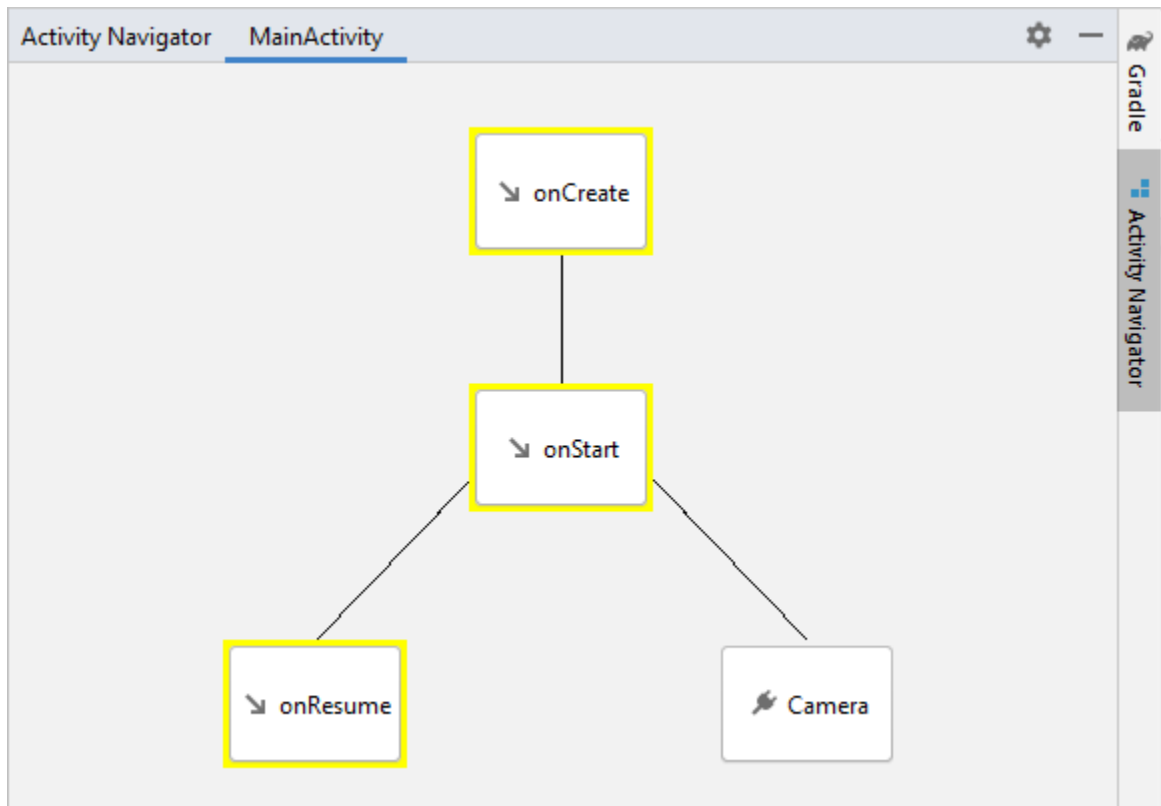 Activity Navigator MainActivity
Gradle
Activity Navigator
onCreate
onStart
onResume
Camera